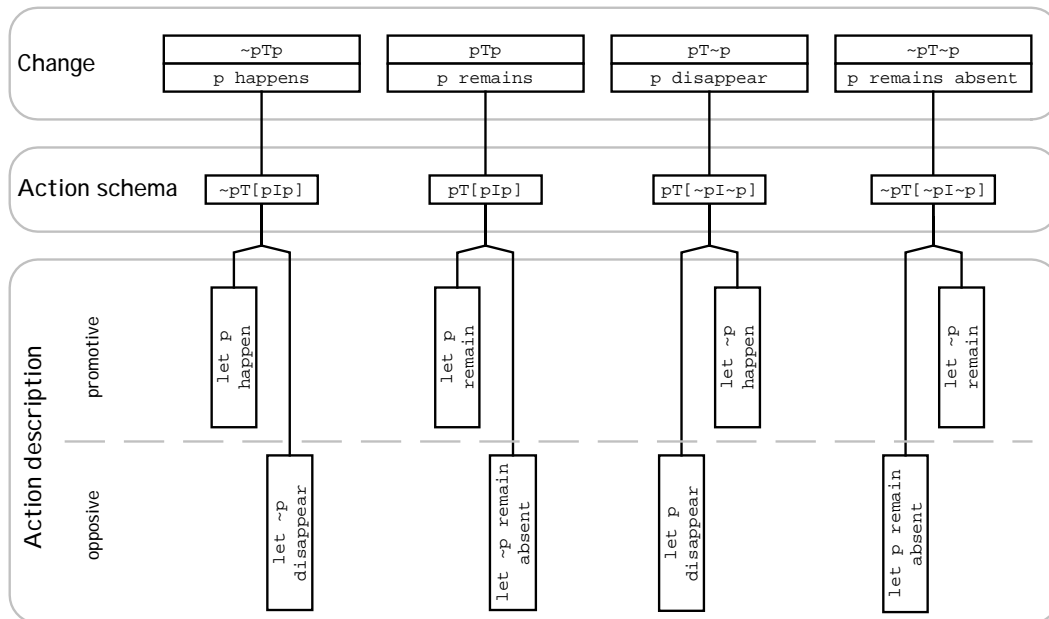 Change
~pTp
p happens
pTp
p remains
pT~p
p disappear
~pT~p
p remains absent
Action schema
~pT[pIp]
pT[pIp]
pT[~pI~p]
~pT[~pI~p]
Action description
promotive
let p
happen
let p
remain
let ~p
happen
let ~p
remain
opposive
let ~p
disappear
let ~p remain
absent
let p
disappear
let p remain
absent